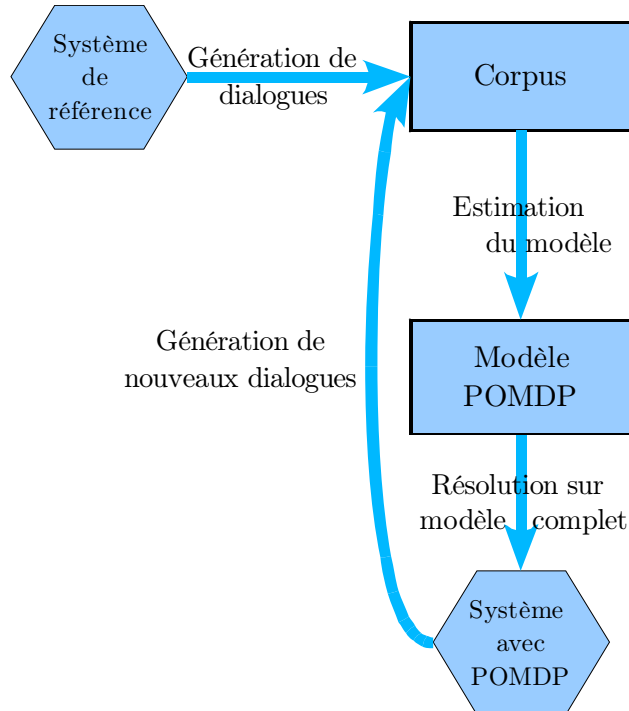 Système
de
référence
Génération de
dialogues
Corpus
Estimation
du modèle
Génération de
nouveaux dialogues
Modèle
POMDP
Résolution sur
modèle complet
Système
avec
POMDP